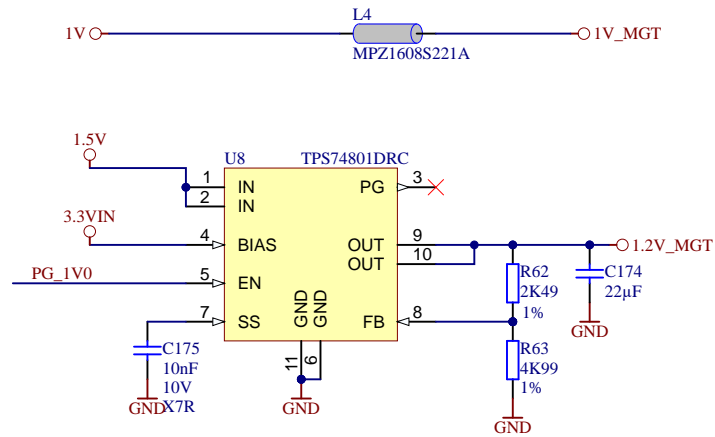 L4
1V
1V_MGT
MPZ1608S221A
1.5V
U8
TPS74801DRC
1
IN
PG
3
2
IN
3.3VIN
4
BIAS
OUT
9
1.2V_MGT
OUT
10
R62
2K49
1%
C174
22µF
GND
PG_1V0
5
EN
7
SS
GND
GND
FB
8
C175
10nF
10V
X7R
GND
11
6
GND
R63
4K99
1%
GND